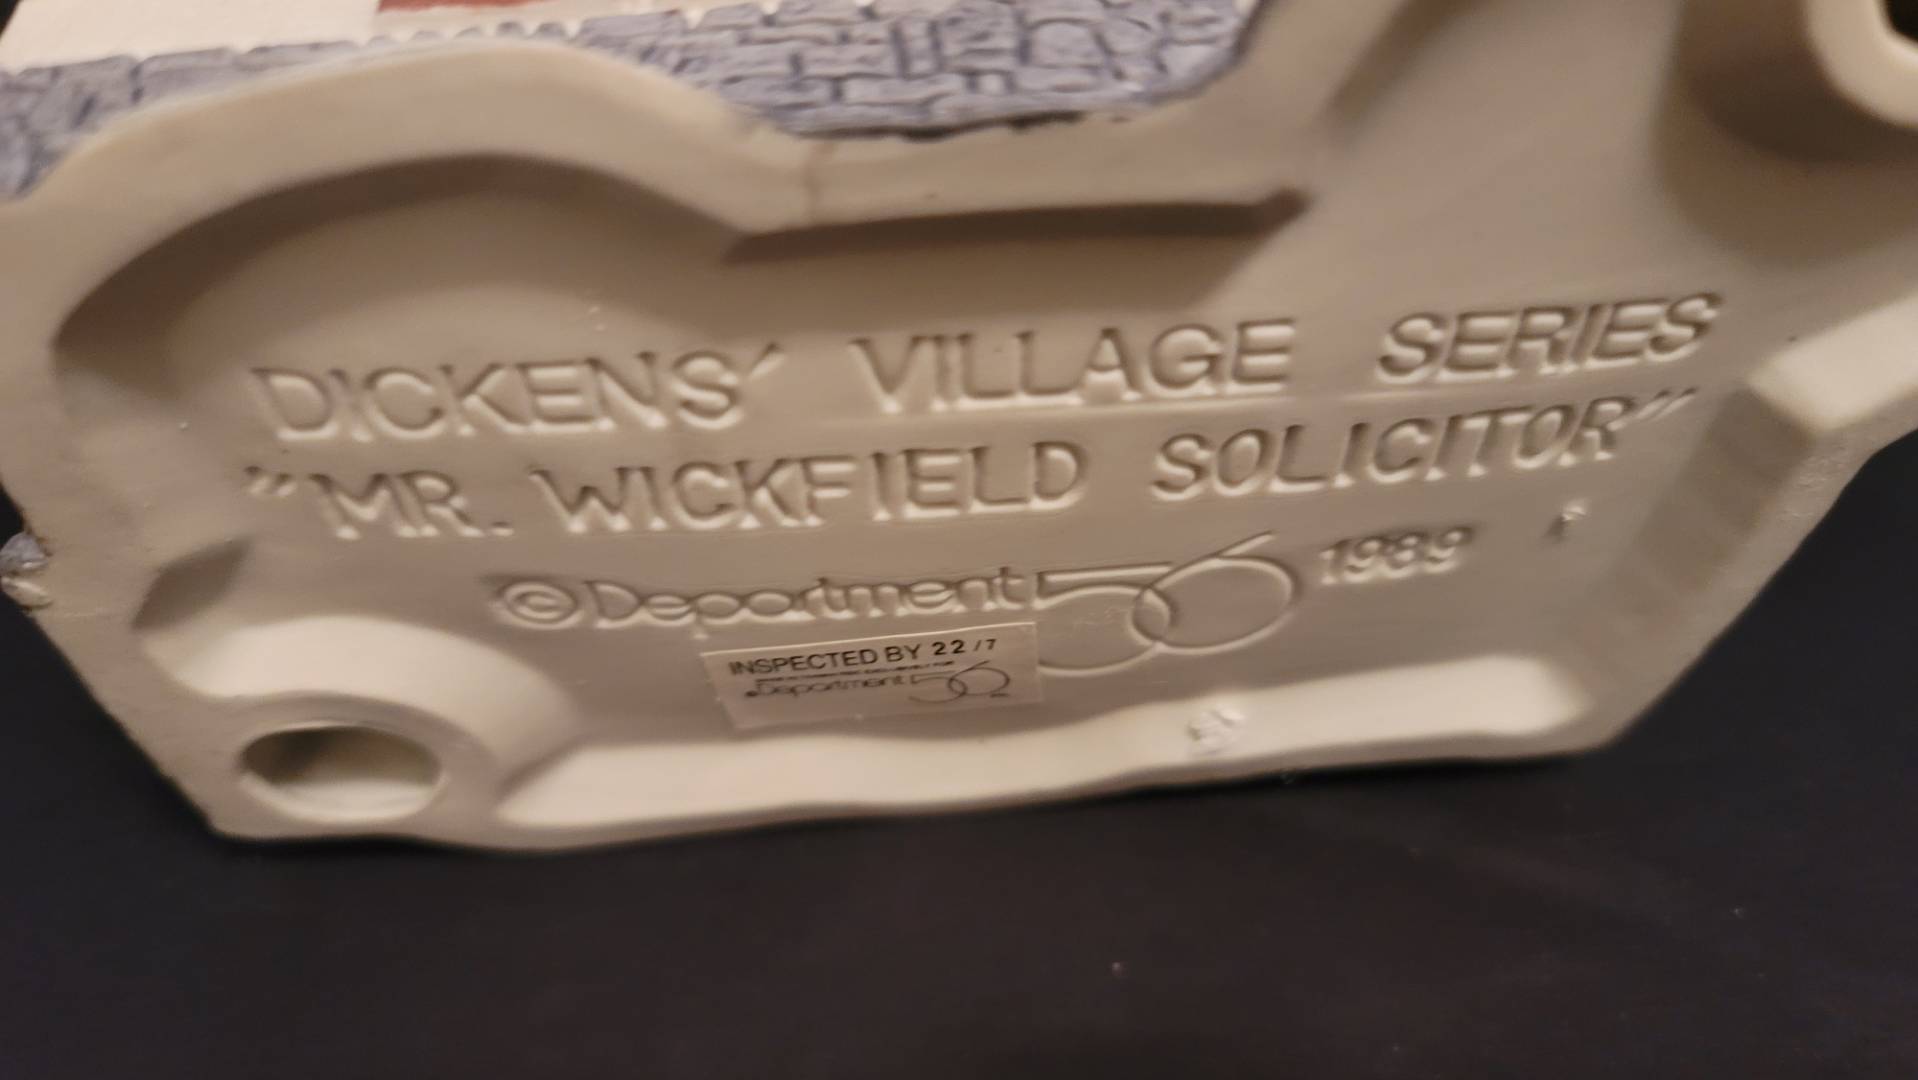 DICKENS' VILLAGE SERIES
"MR. WICKFIELD SOLICITOR"
© Department 56 1989
INSPECTED BY 22/7
Department 56